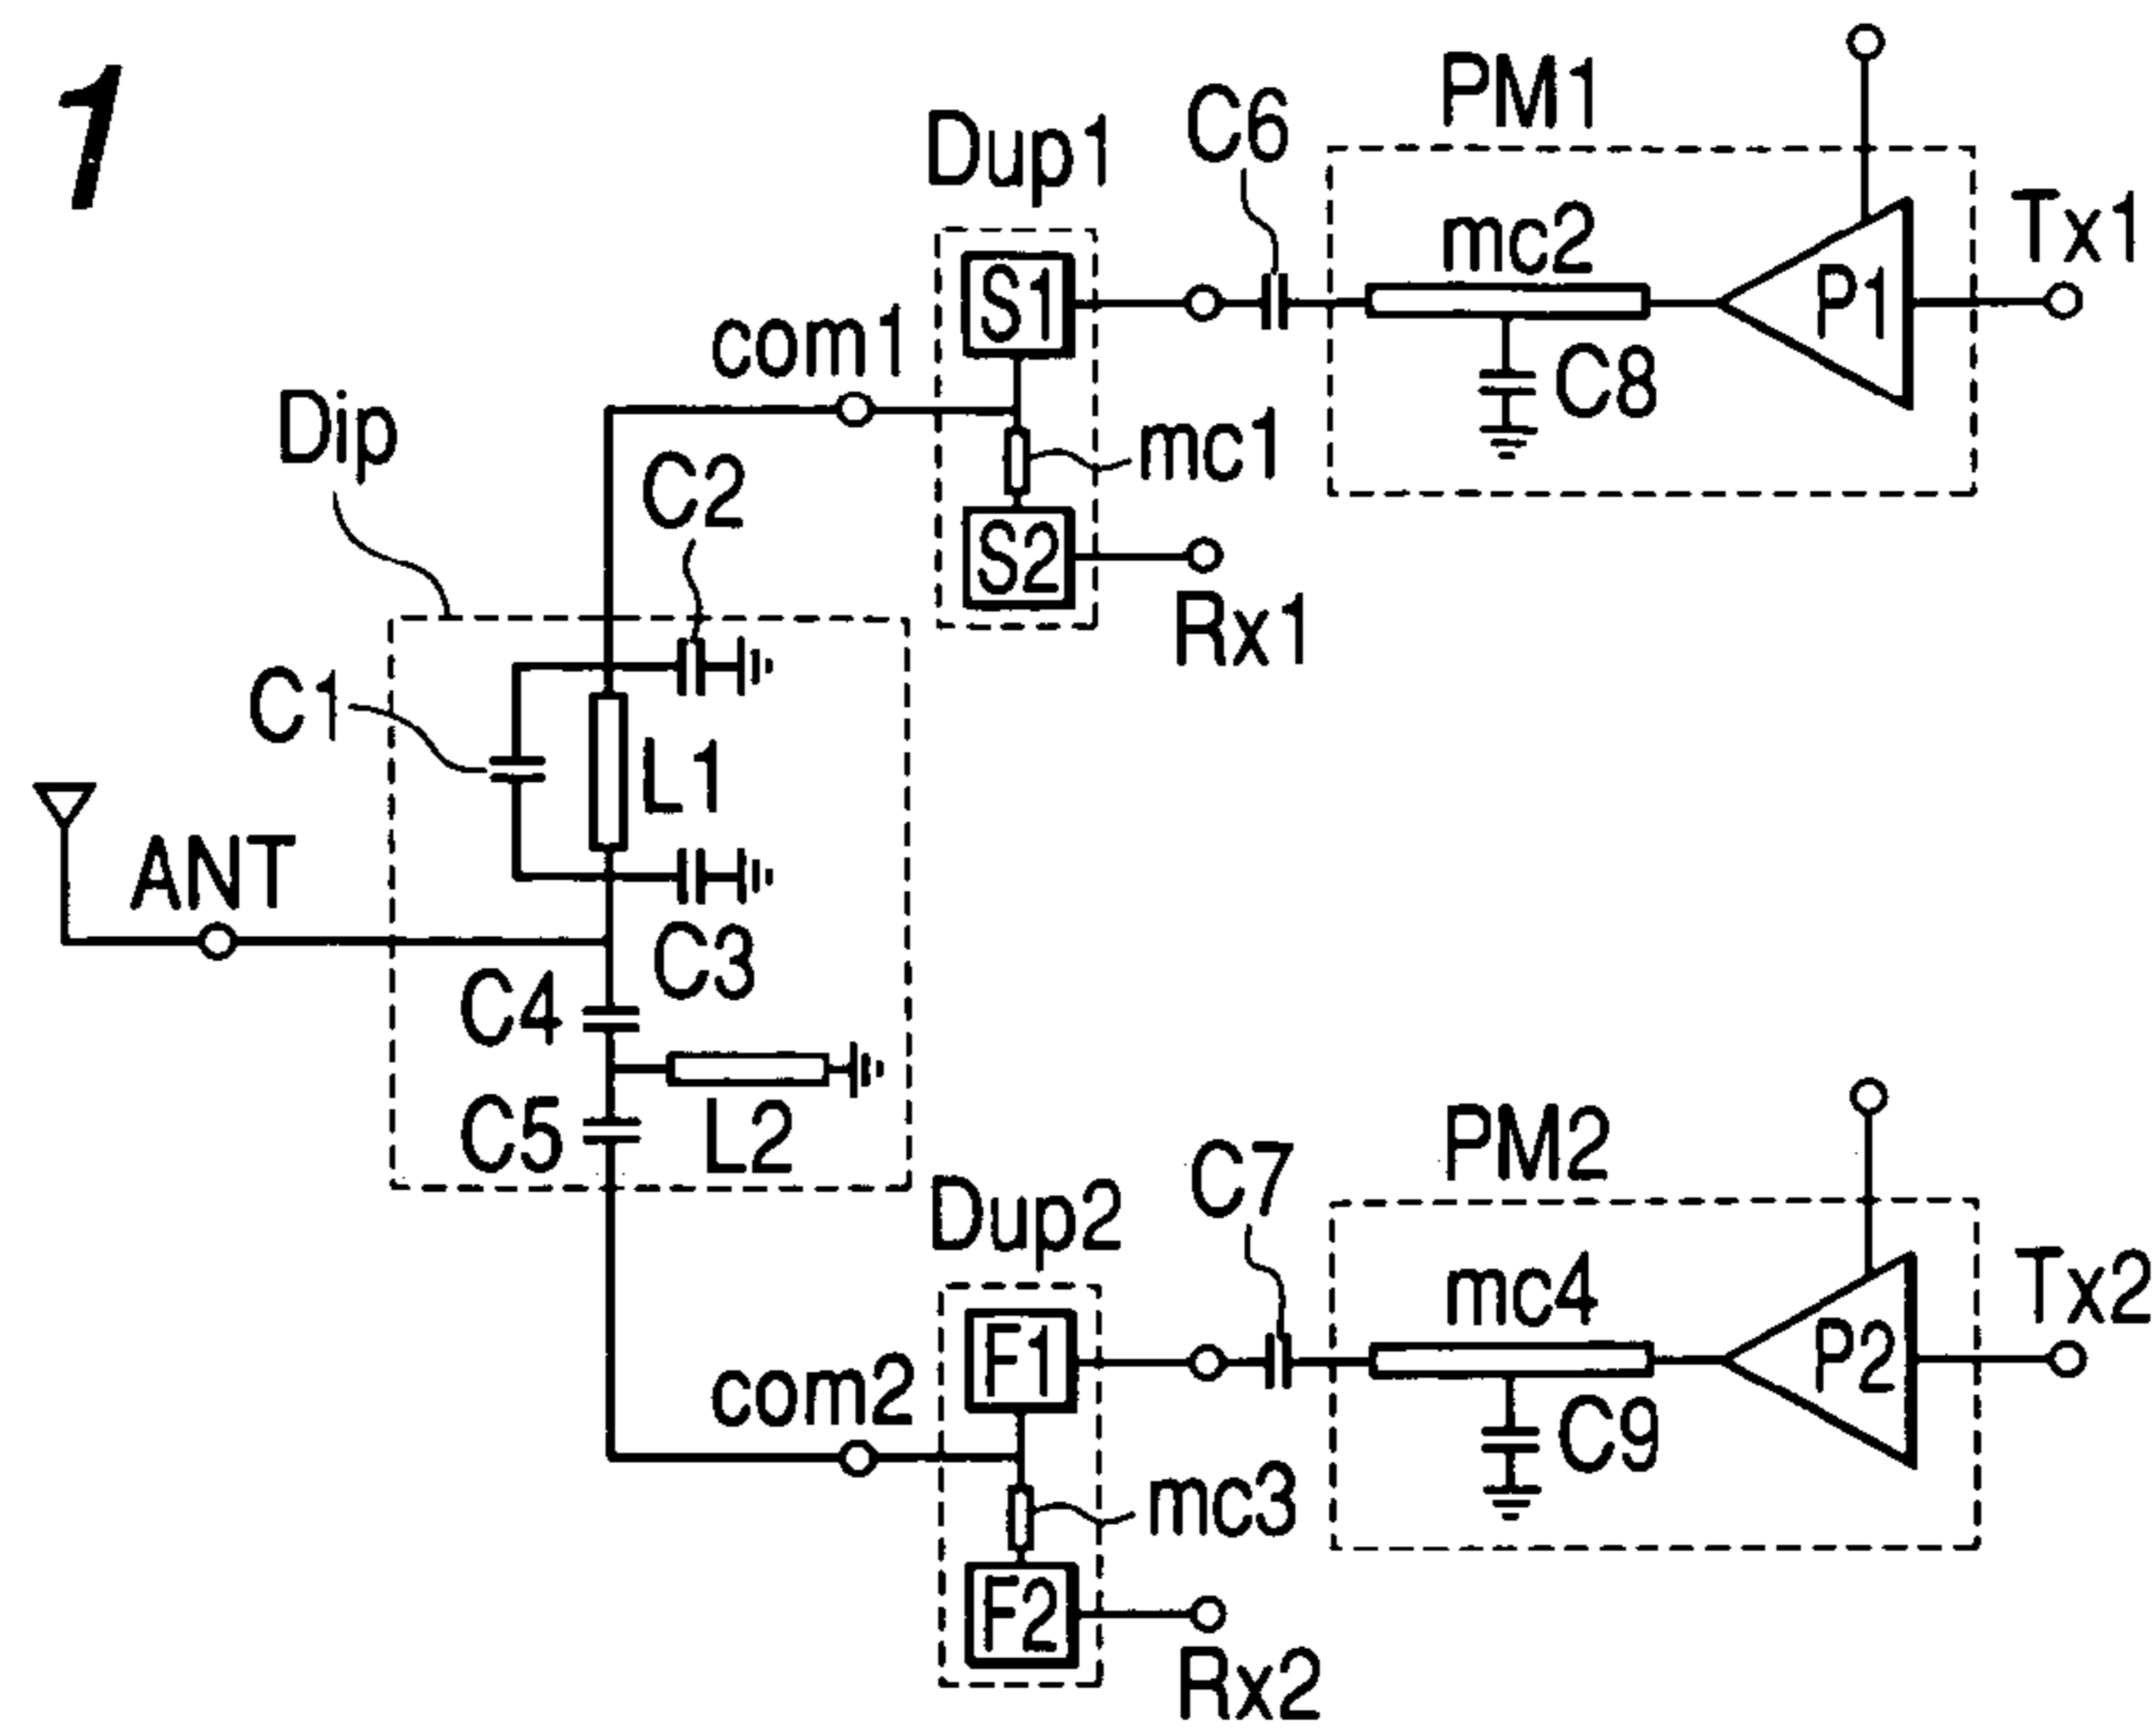 1
PM1
C6
Dup1
Tx1
mc2
S1
P1
com1
C8
Dip
mc1
C2
S2
Rx1
C1
L1
ANT
C3
C4
C5
L2
PM2
C7
Dup2
Tx2
mc4
F1
P2
com2
C9
mc3
F2
Rx2